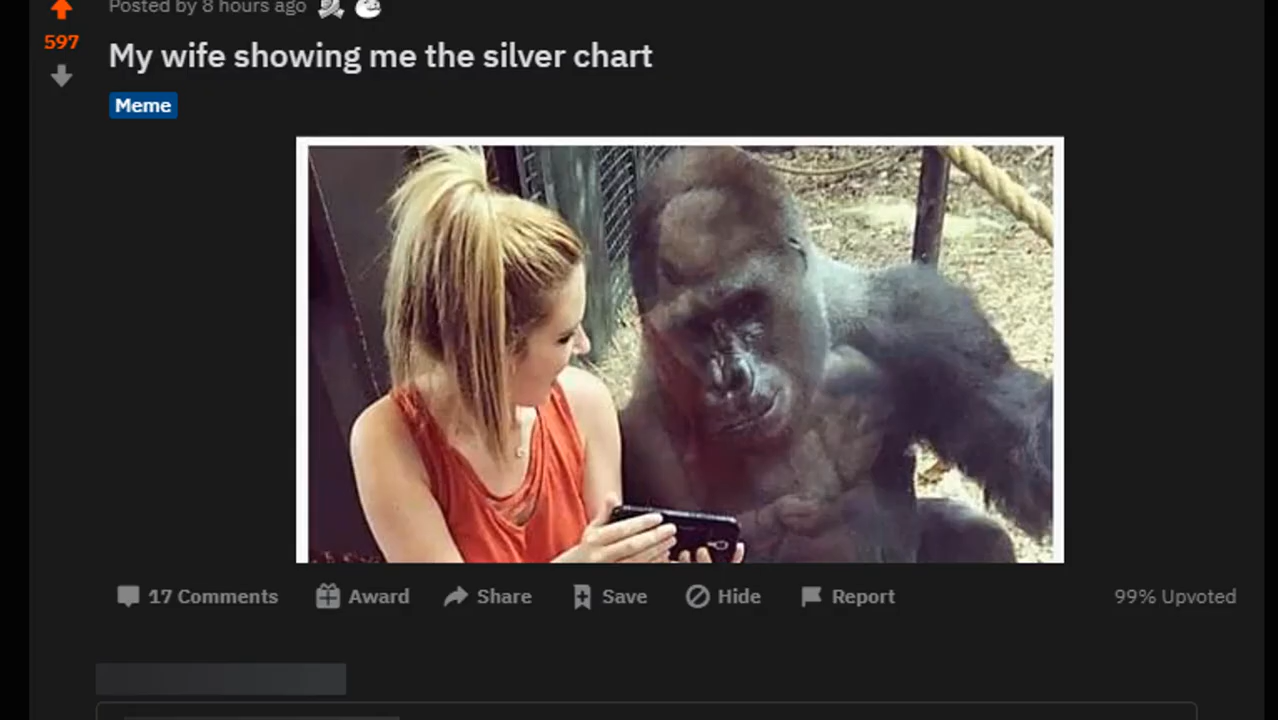 Posted by 8 hours ago
597
My wife showing me the silver chart
Meme
17 Comments Award Share Save Hide Report 99% Upvoted